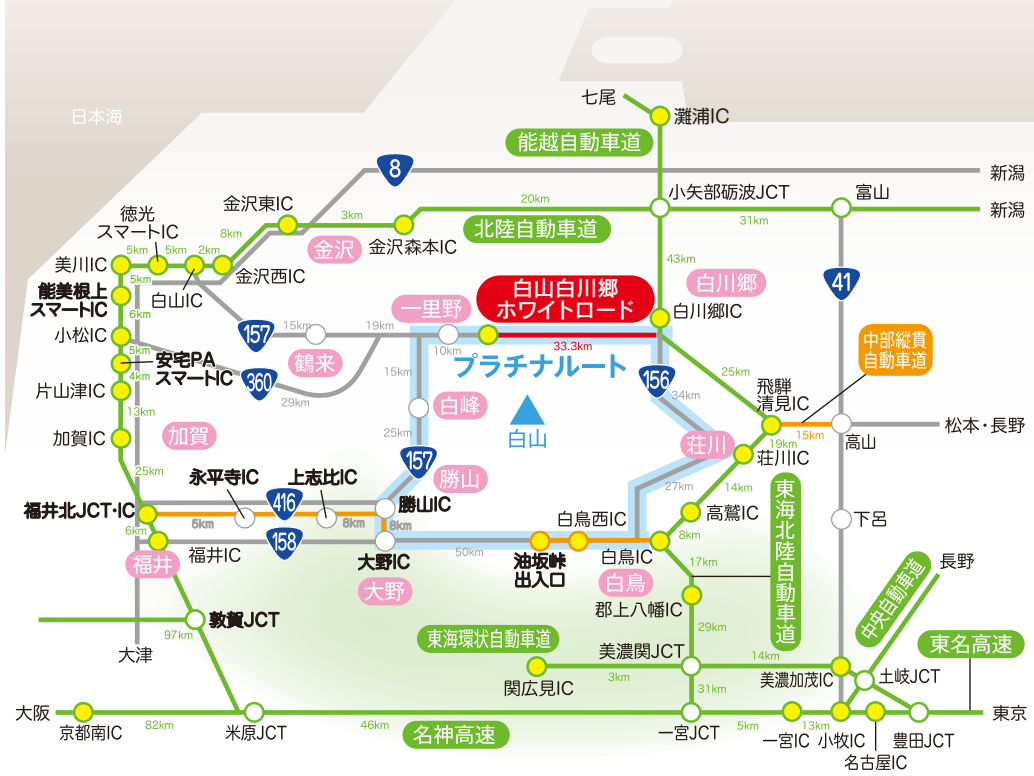 七尾
灘浦IC
日本海
能越自動車道
8
新潟
小矢部砺波JCT
富山
20km
31km
新潟
金沢東IC
3km
徳光
スマートIC
8km
金沢
金沢森本IC
北陸自動車道
5km
5km
2km
美川IC
金沢西IC
白山IC
43km
白川郷
41
5km
能美根上
スマートIC
6km
一里野
白山白川郷
ホワイトロード
白川郷IC
小松IC
157
15km
19km
10km
33.3km
鶴来
プラチナルート
中部縦貫
自動車道
5km
安宅PA
スマートIC
4km
360
29km
15km
156
34km
25km
飛騨
清見IC
片山津IC
13km
白峰
白山
加賀IC
加賀
25km
157
荘川
15km
高山
松本・長野
19km
荘川IC
25km
永平寺IC
上志比IC
勝山
27km
14km
416
勝山IC
福井北JCT・IC
5km
8km
8km
白鳥西IC
高鷲IC
東海北陸自動車道
下呂
6km
158
8km
福井
福井IC
大野IC
50km
油坂峠
出入口
白鳥IC
17km
大野
白鳥
郡上八幡IC
長野
中央自動車道
敦賀JCT
97km
29km
大津
東海環状自動車道
美濃関JCT
14km
東名高速
関広見IC
3km
美濃加茂IC
土岐JCT
31km
大阪
東京
京都南IC
82km
米原JCT
46km
名神高速
一宮JCT
5km
一宮IC
13km
小牧IC
名古屋IC
豊田JCT